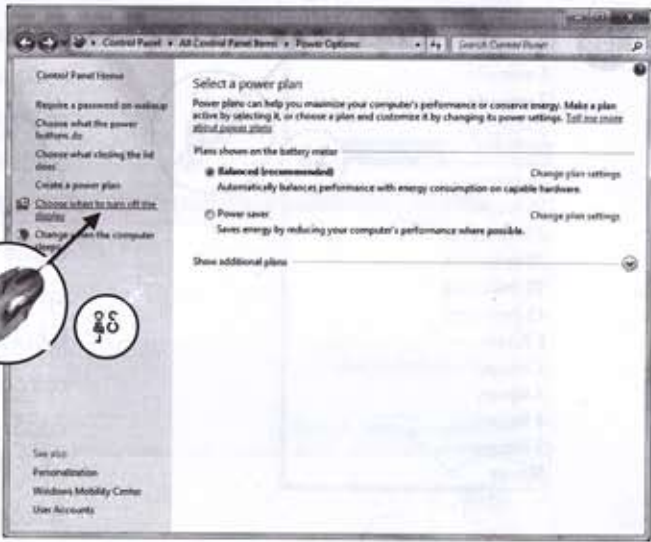 Control Panel ▸ All Control Panel Items ▸ Power Options
Search Control Panel
Control Panel Home
Require a password on wakeup
Choose what the power
buttons do
Choose what closing the lid
does
Create a power plan
Choose when to turn off the
display
Change when the computer
sleeps
See also
Personalization
Windows Mobility Center
User Accounts
Select a power plan
Power plans can help you maximize your computer's performance or conserve energy. Make a plan
active by selecting it, or choose a plan and customize it by changing its power settings. Tell me more
about power plans
Plans shown on the battery meter
Balanced (recommended) Change plan settings
Automatically balances performance with energy consumption on capable hardware.
Power saver Change plan settings
Saves energy by reducing your computer's performance where possible.
Show additional plans
နှိပ်